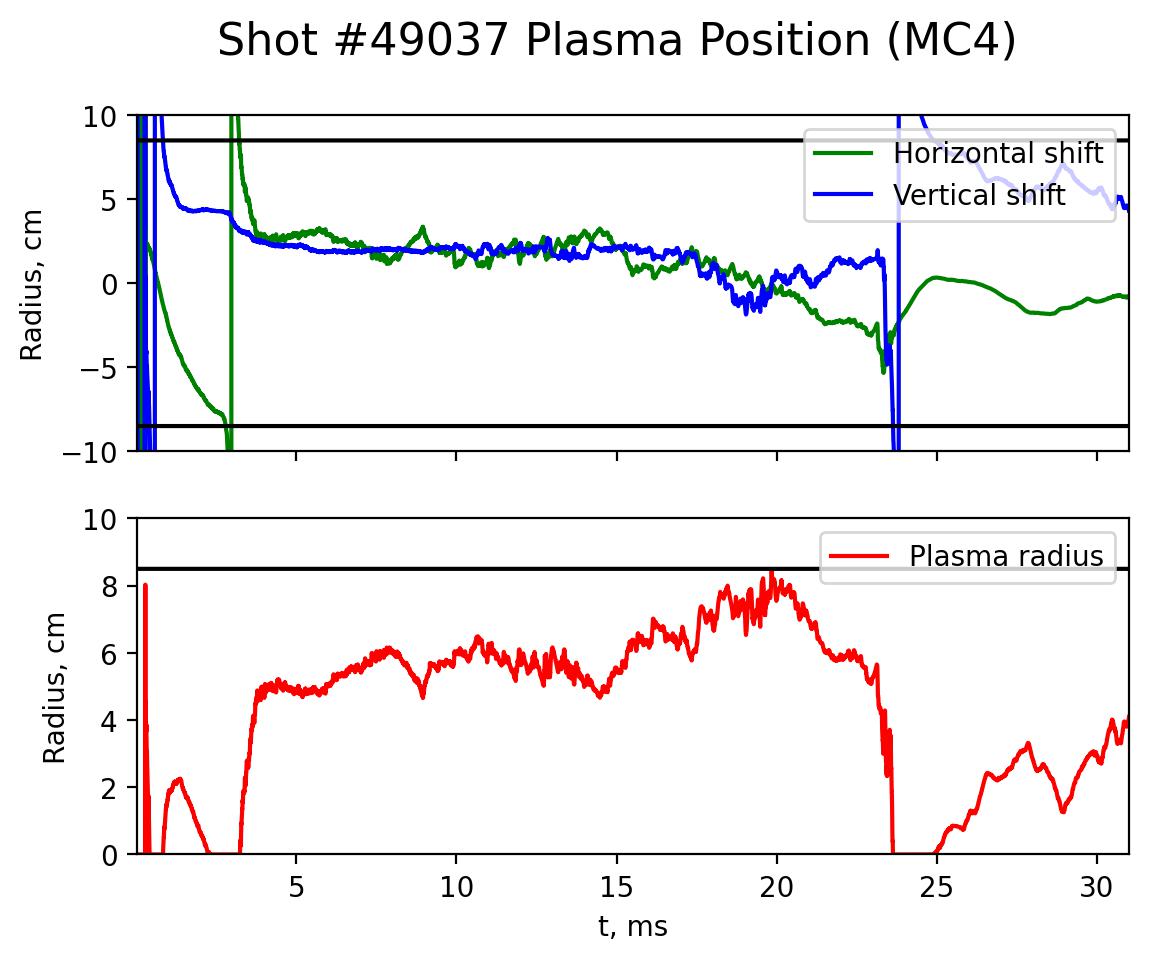 Shot #49037 Plasma Position (MC4)
10
5
0
−5
−10
Radius, cm
Horizontal shift
Vertical shift
10
8
6
4
2
0
Radius, cm
Plasma radius
5 10 15 20 25 30
t, ms